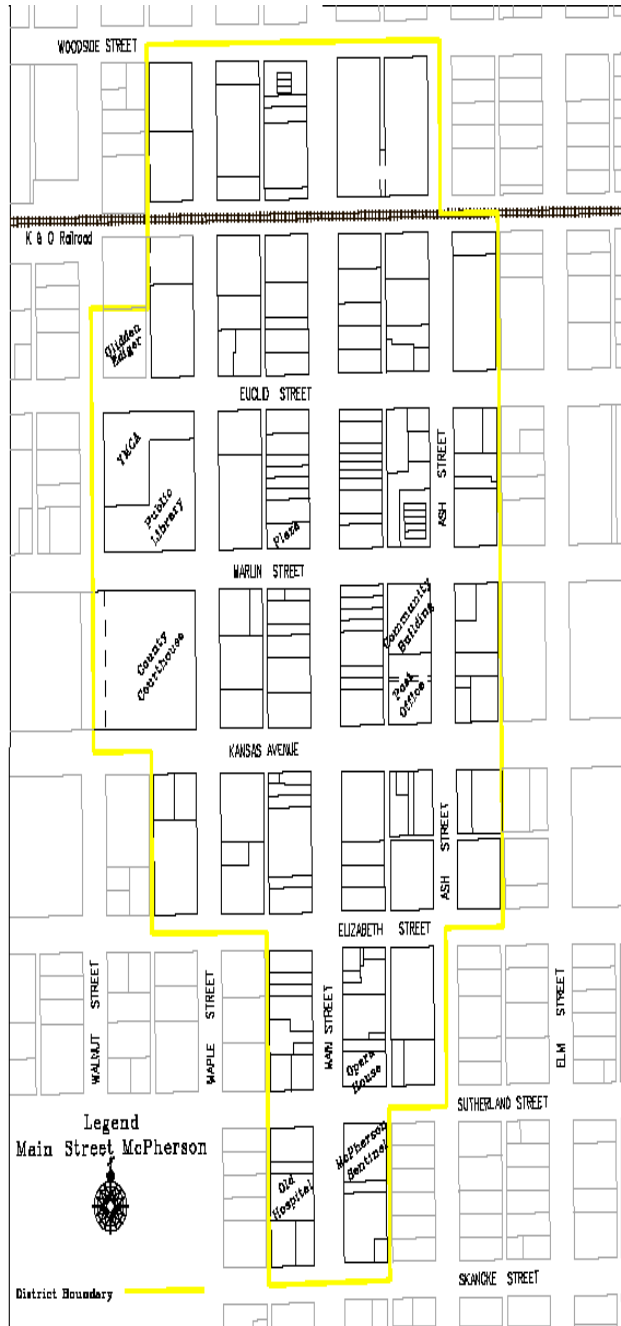 WOODSIDE STREET
K & O Railroad
Glidden
Ediger
EUCLID STREET
YMCA
Public
Library
Plaza
ASH STREET
MARLIN STREET
County
Courthouse
Community
Building
Post
Office
KANSAS AVENUE
ASH STREET
ELIZABETH STREET
WALNUT STREET
MAPLE STREET
MAIN STREET
Opera
House
ELM STREET
SUTHERLAND STREET
Legend
Main Street McPherson
McPherson
Sentinel
Old
Hospital
SKANCKE STREET
District Boundary